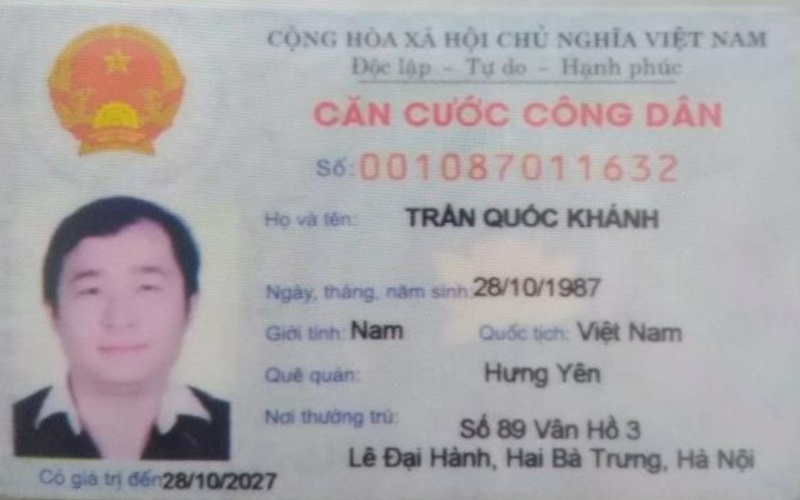 CỘNG HÒA XÃ HỘI CHỦ NGHĨA VIỆT NAM
Độc lập - Tự do - Hạnh phúc
CĂN CƯỚC CÔNG DÂN
Số: 001087011632
Họ và tên: TRẦN QUỐC KHÁNH
Ngày, tháng, năm sinh: 28/10/1987
Giới tính: Nam Quốc tịch: Việt Nam
Quê quán: Hưng Yên
Nơi thường trú: Số 89 Vân Hồ 3
Lê Đại Hành, Hai Bà Trưng, Hà Nội
Có giá trị đến 28/10/2027